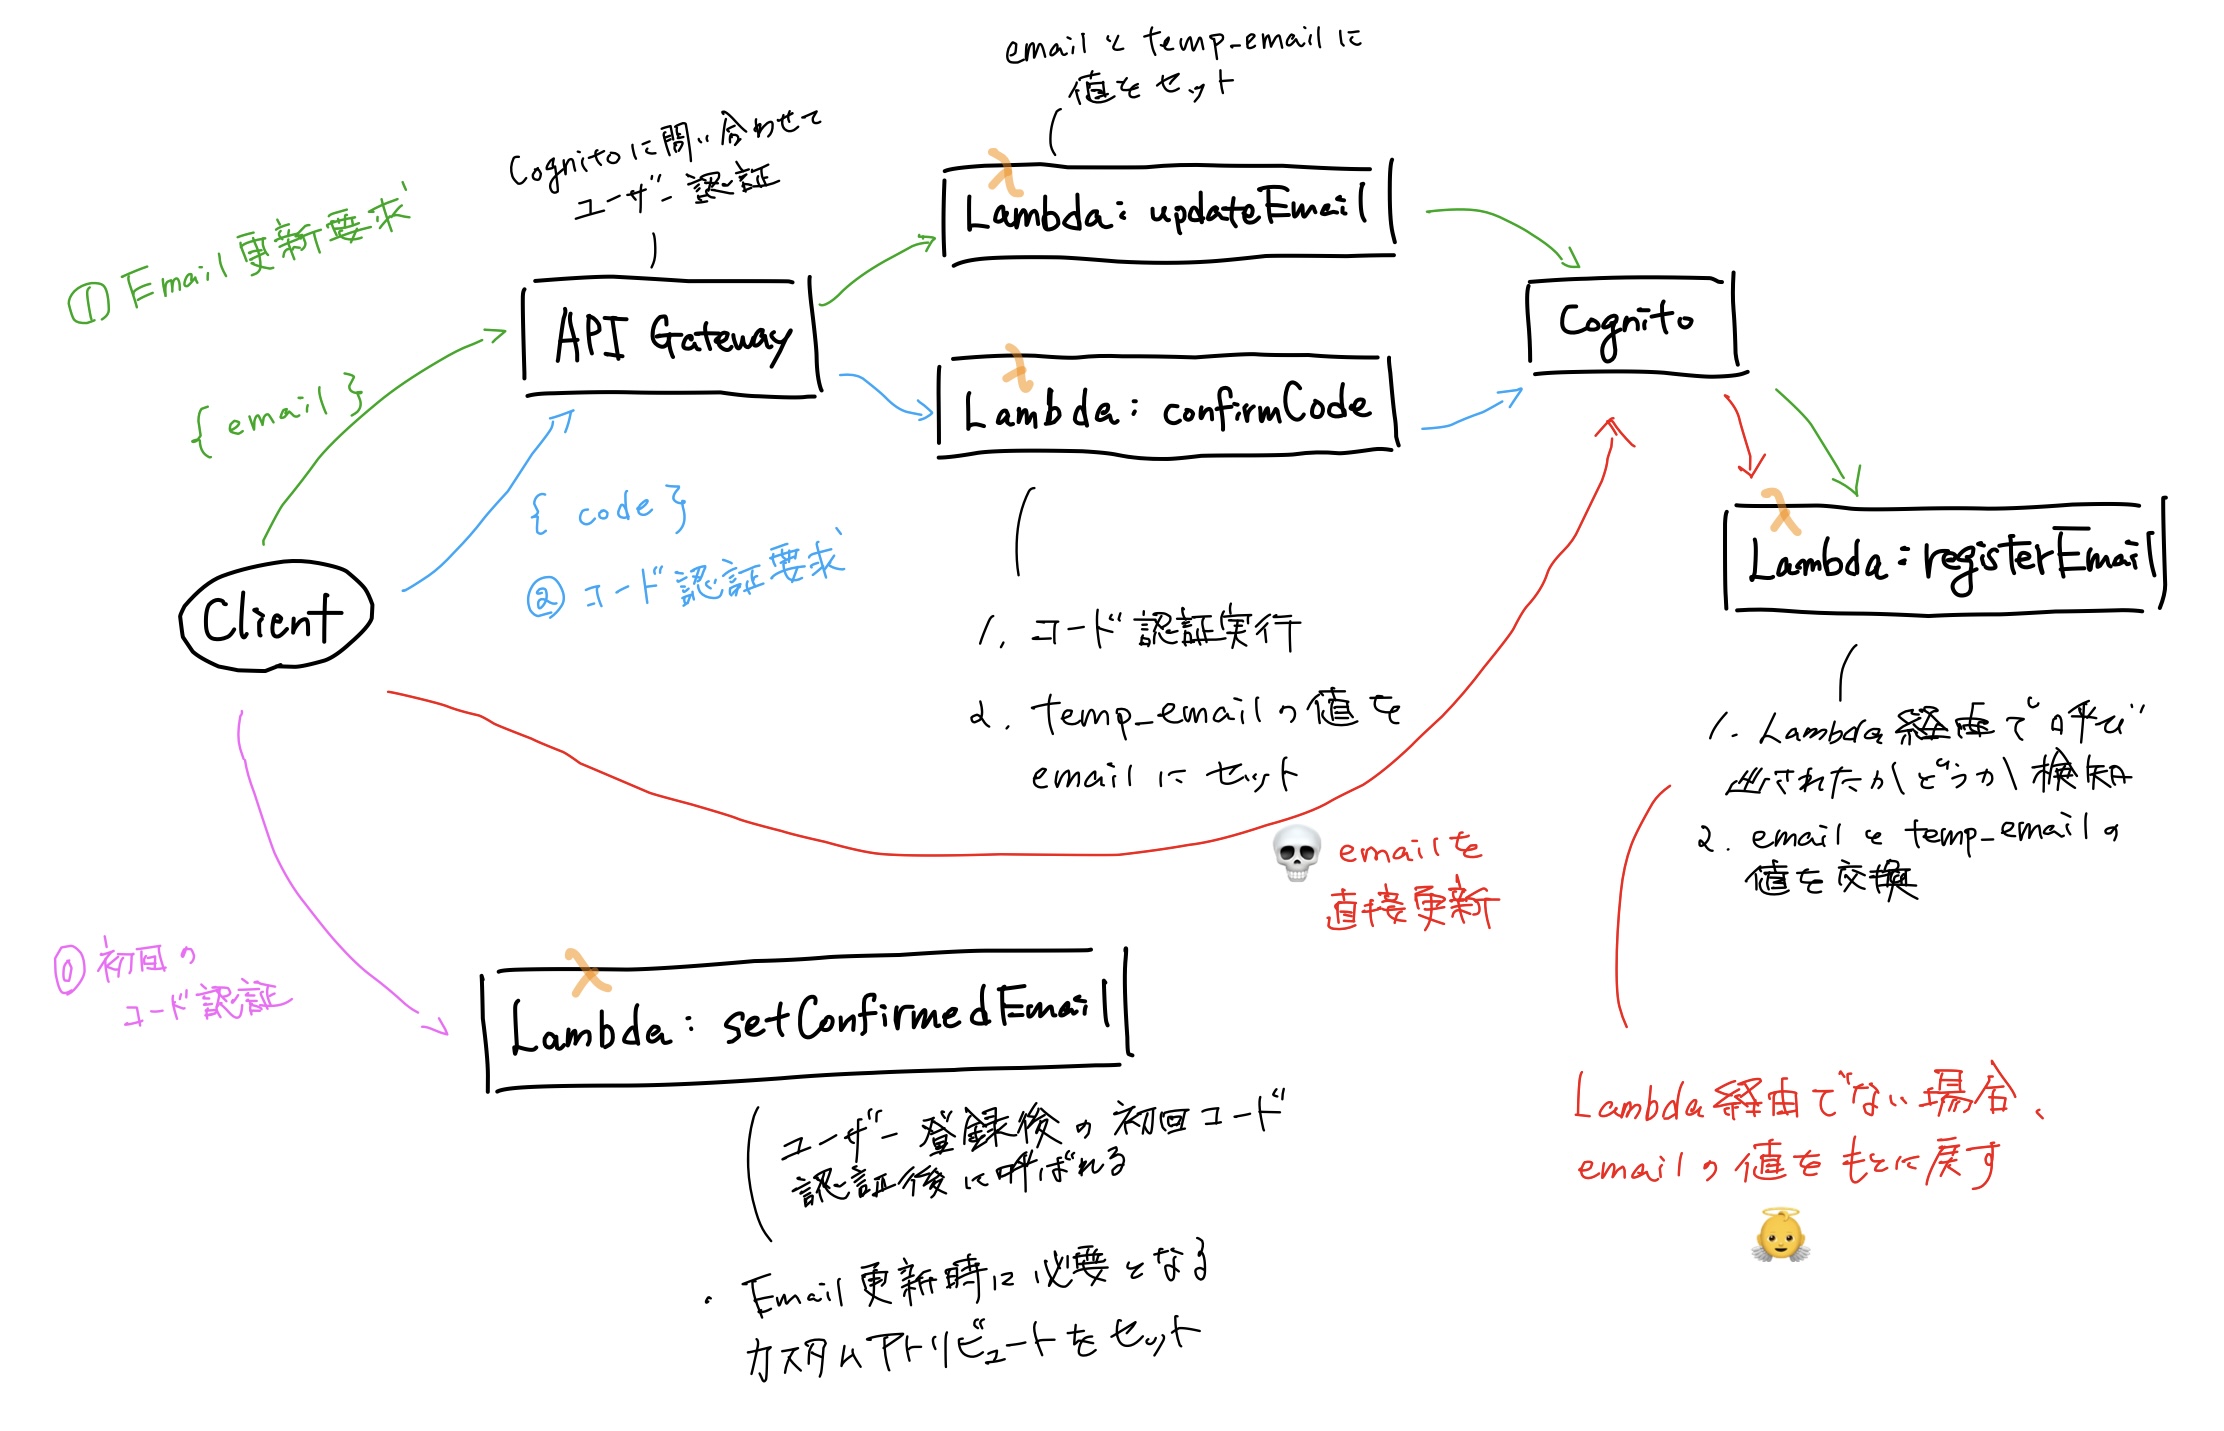 emailとtemp_emailに
値をセット
Cognitoに問い合わせて
ユーザー認証
① Email更新要求
{ email }
API Gateway
Lambda: updateEmail
Cognito
Lambda: confirmCode
{ code }
② コード認証要求
Client
Lambda: registerEmail
1. コード認証実行
2. temp_emailの値を
emailにセット
1. Lambda経由で呼び
出されたかどうか検知
2. emailとtemp_emailの
値を交換
emailを
直接更新
⓪ 初回の
コード認証
Lambda: setConfirmedEmail
ユーザー登録後の初回コード
認証後に呼ばれる
・ Email更新時に必要となる
カスタムアトリビュートをセット
Lambda経由でない場合、
emailの値をもとに戻す